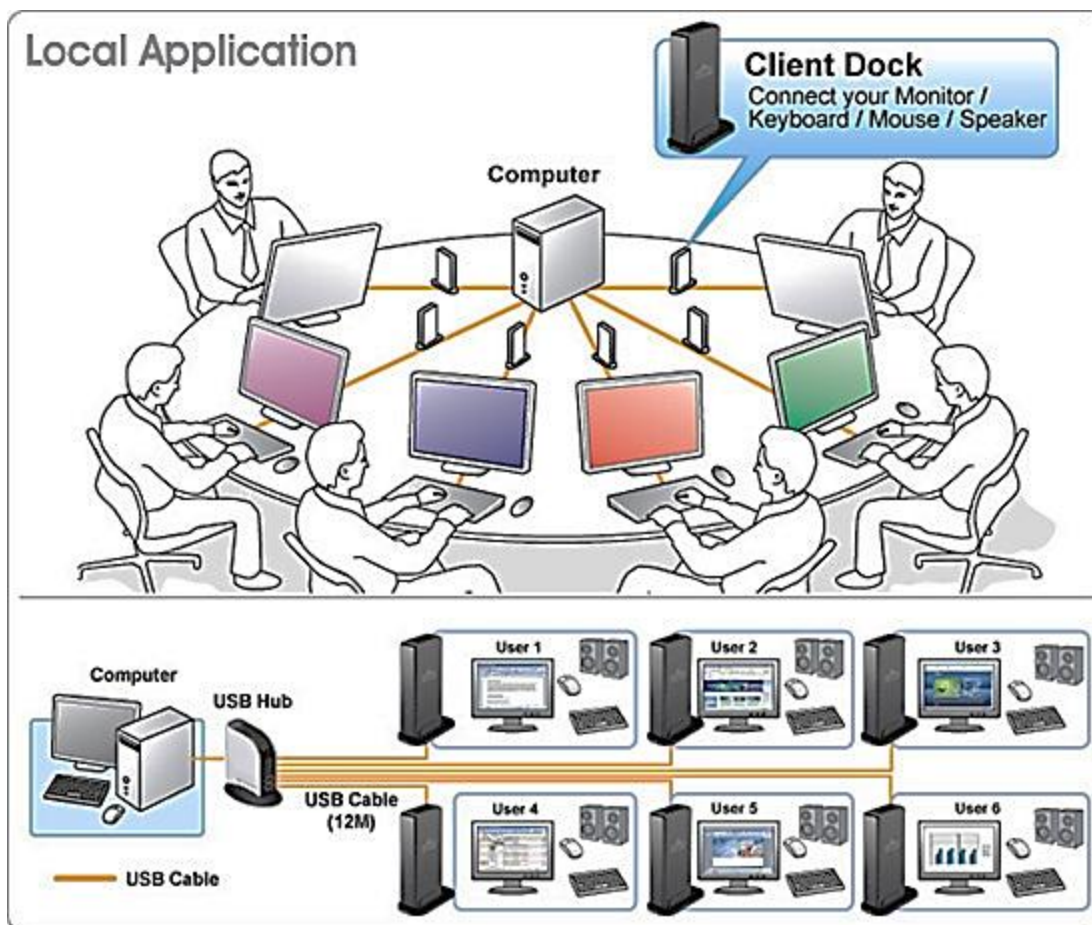 Local Application
Client Dock
Connect your Monitor /
Keyboard / Mouse / Speaker
Computer
Computer
USB Hub
USB Cable
(12M)
USB Cable
User 1
User 2
User 3
User 4
User 5
User 6